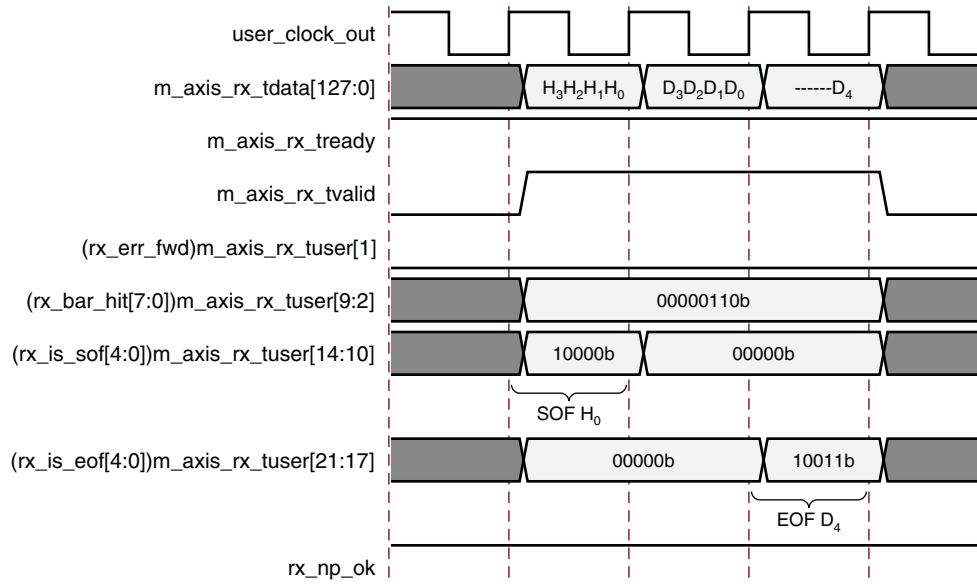 user_clock_out
m_axis_rx_tdata[127:0] H₃H₂H₁H₀ D₃D₂D₁D₀ ------D₄
m_axis_rx_tready
m_axis_rx_tvalid
(rx_err_fwd)m_axis_rx_tuser[1]
(rx_bar_hit[7:0])m_axis_rx_tuser[9:2] 00000110b
(rx_is_sof[4:0])m_axis_rx_tuser[14:10] 10000b 00000b
SOF H₀
(rx_is_eof[4:0])m_axis_rx_tuser[21:17] 00000b 10011b
EOF D₄
rx_np_ok